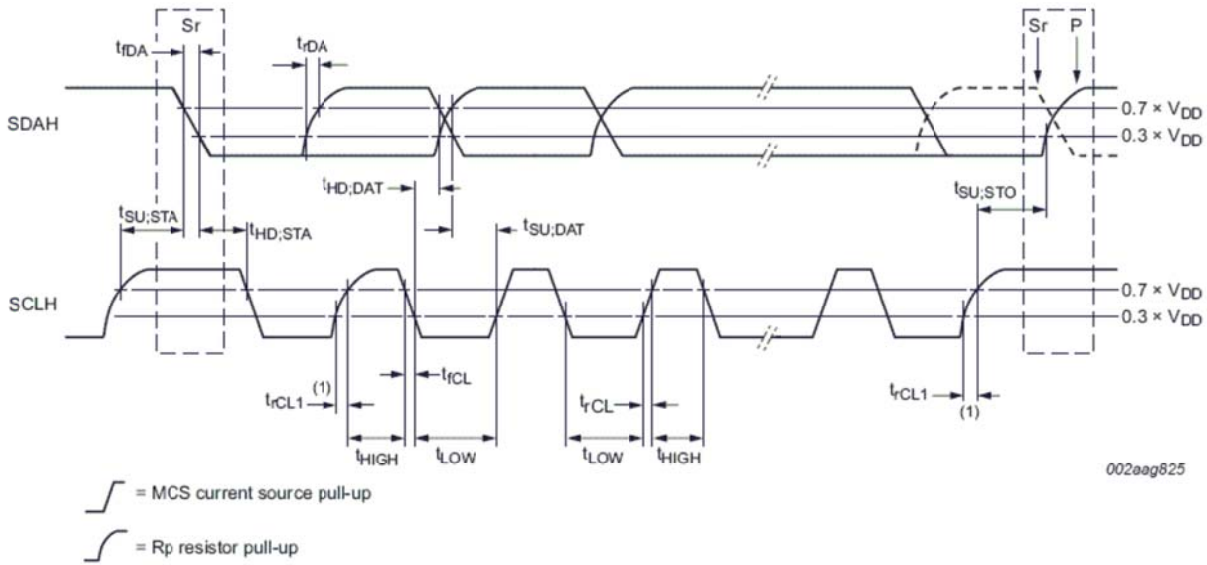 Sr
Sr P
tfDA
trDA
0.7 × VDD
SDAH
0.3 × VDD
tHD;DAT
tSU;STO
tSU;STA
tHD;STA
tSU;DAT
SCLH
0.7 × VDD
0.3 × VDD
tfCL
trCL1 (1)
trCL
trCL1 (1)
tHIGH
tLOW
tLOW
tHIGH
002aag825
= MCS current source pull-up
= Rp resistor pull-up